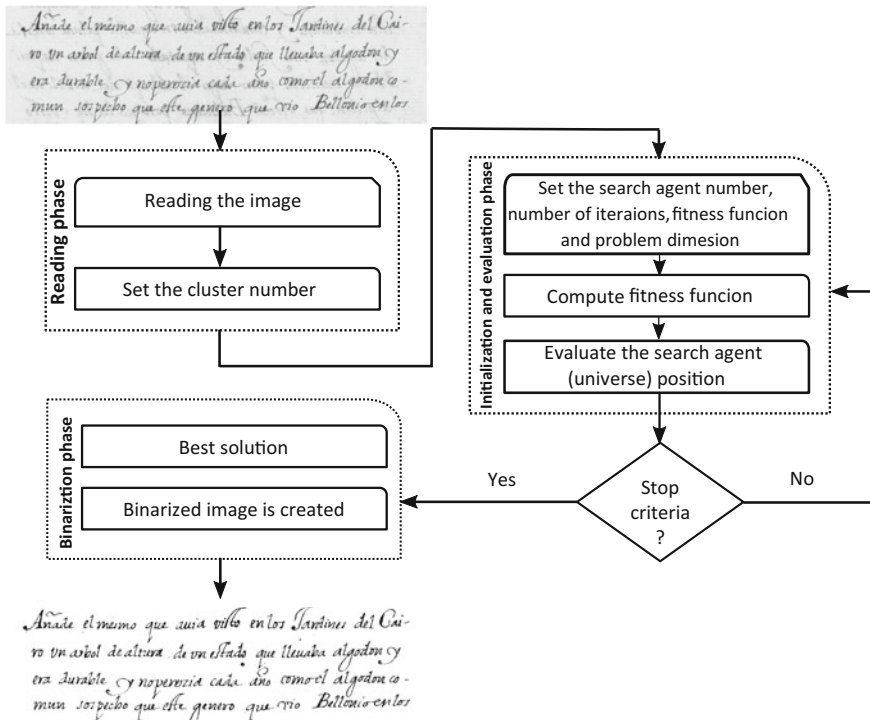 Añade el mesmo que auia visto en los Jardines del Cai-
ro vn arbol de altura de vn estado que lleuaba algodon y
era durable y noperezia cada año como el algodon co-
mun sospecho que este genero que vio Bellonio en los
Reading phase
Reading the image
Set the cluster number
Initialization and evaluation phase
Set the search agent number,
number of iteraions, fitness funcion
and problem dimesion
Compute fitness funcion
Evaluate the search agent
(universe) position
Stop
criteria
?
Yes
No
Binariztion phase
Best solution
Binarized image is created
Añade el mesmo que auia visto en los Jardines del Cai-
ro vn arbol de altura de vn estado que lleuaba algodon y
era durable y noperezia cada año como el algodon co-
mun sospecho que este genero que vio Bellonio en los